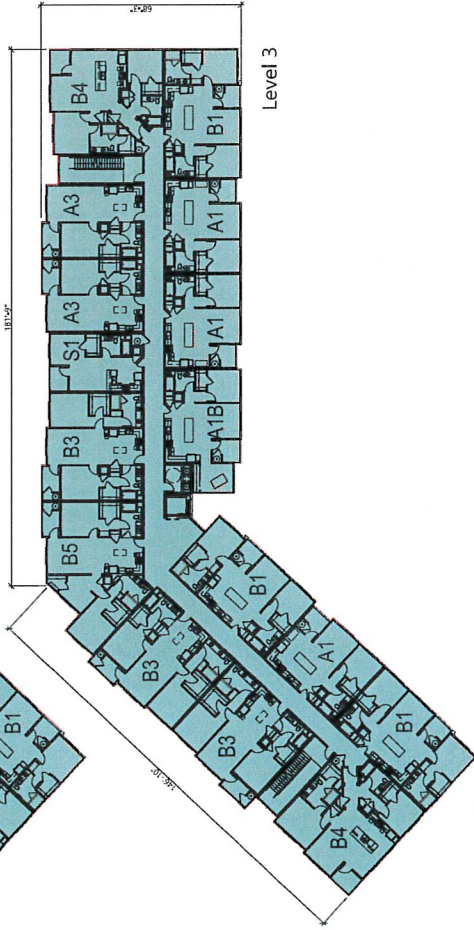 68'-3"
181'-9"
Level 3
B4
A3
A3
S1
B3
B5
B1
A1
A1
A1B
B3
B3
B4
B1
A1
B1
146'-10"
B1